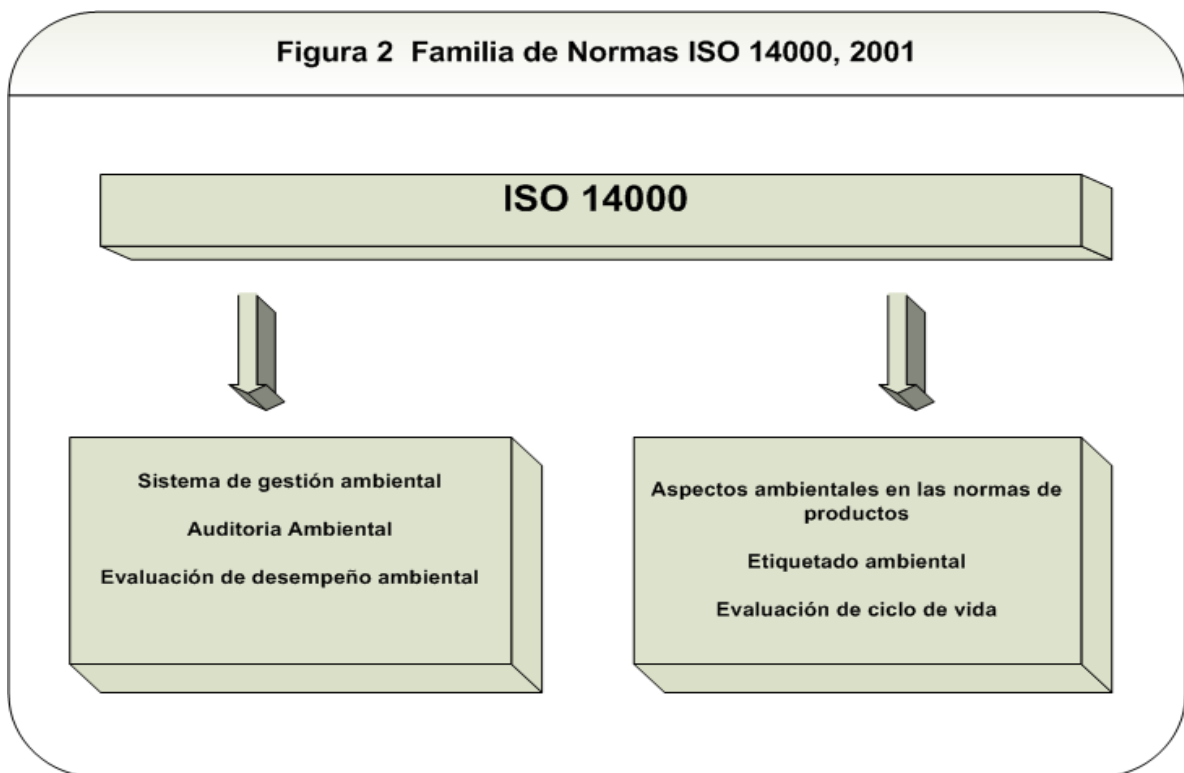 Figura 2 Familia de Normas ISO 14000, 2001
ISO 14000
Sistema de gestión ambiental
Auditoria Ambiental
Evaluación de desempeño ambiental
Aspectos ambientales en las normas de
productos
Etiquetado ambiental
Evaluación de ciclo de vida